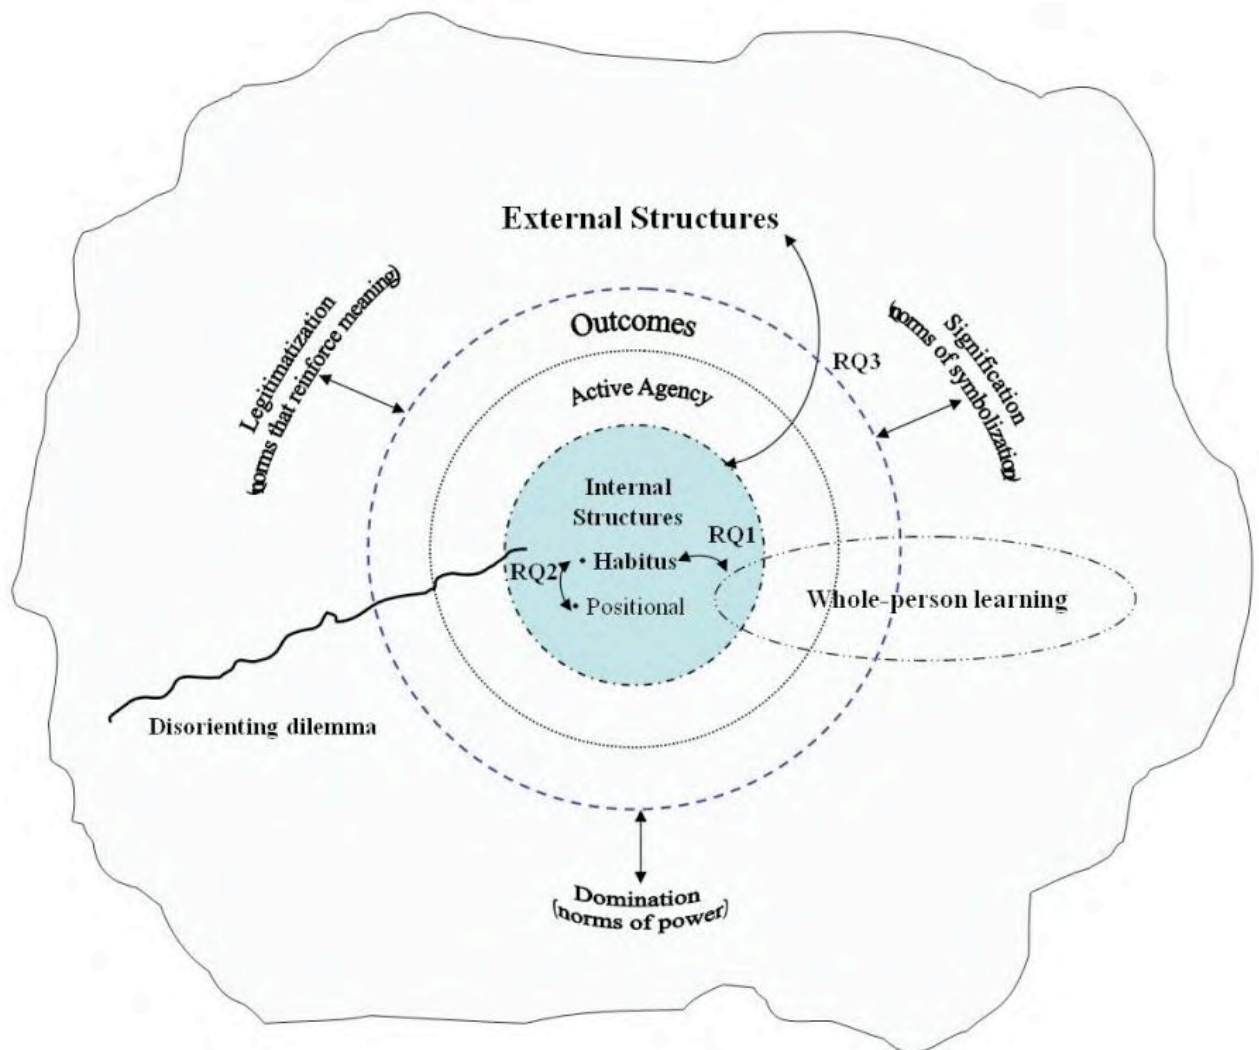 External Structures
Legitimatization
(norms that reinforce meaning)
Outcomes
Signification
(norms of symbolization)
RQ3
Active Agency
Internal
Structures
RQ1
• Habitus
RQ2
• Positional
Whole-person learning
Disorienting dilemma
Domination
(norms of power)